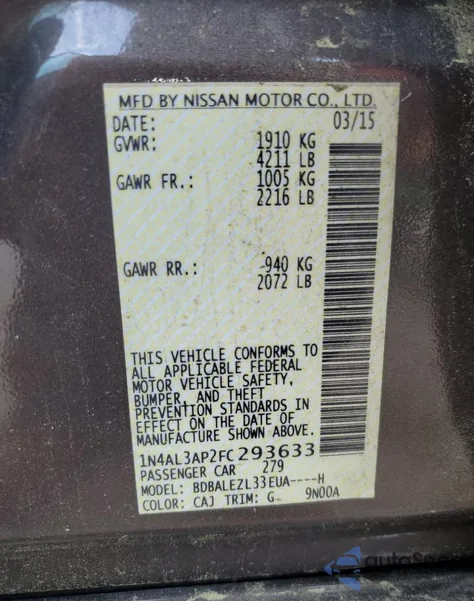 MFD BY NISSAN MOTOR CO., LTD.
DATE: 03/15
GVWR: 1910 KG
4211 LB
GAWR FR.: 1005 KG
2216 LB
GAWR RR.: 940 KG
2072 LB
THIS VEHICLE CONFORMS TO
ALL APPLICABLE FEDERAL
MOTOR VEHICLE SAFETY,
BUMPER, AND THEFT
PREVENTION STANDARDS IN
EFFECT ON THE DATE OF
MANUFACTURE SHOWN ABOVE.
1N4AL3AP2FC293633
PASSENGER CAR 279
MODEL: BDBALEZL33EUA----H
COLOR: CAJ TRIM: G 9N00A